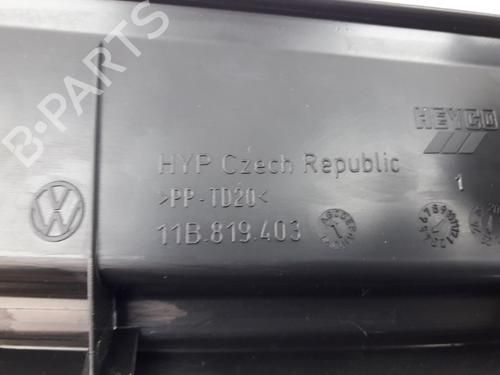 B-PARTS
HEYCO
HYP Czech Republic
>PP-TD20<
1
11B.819.403